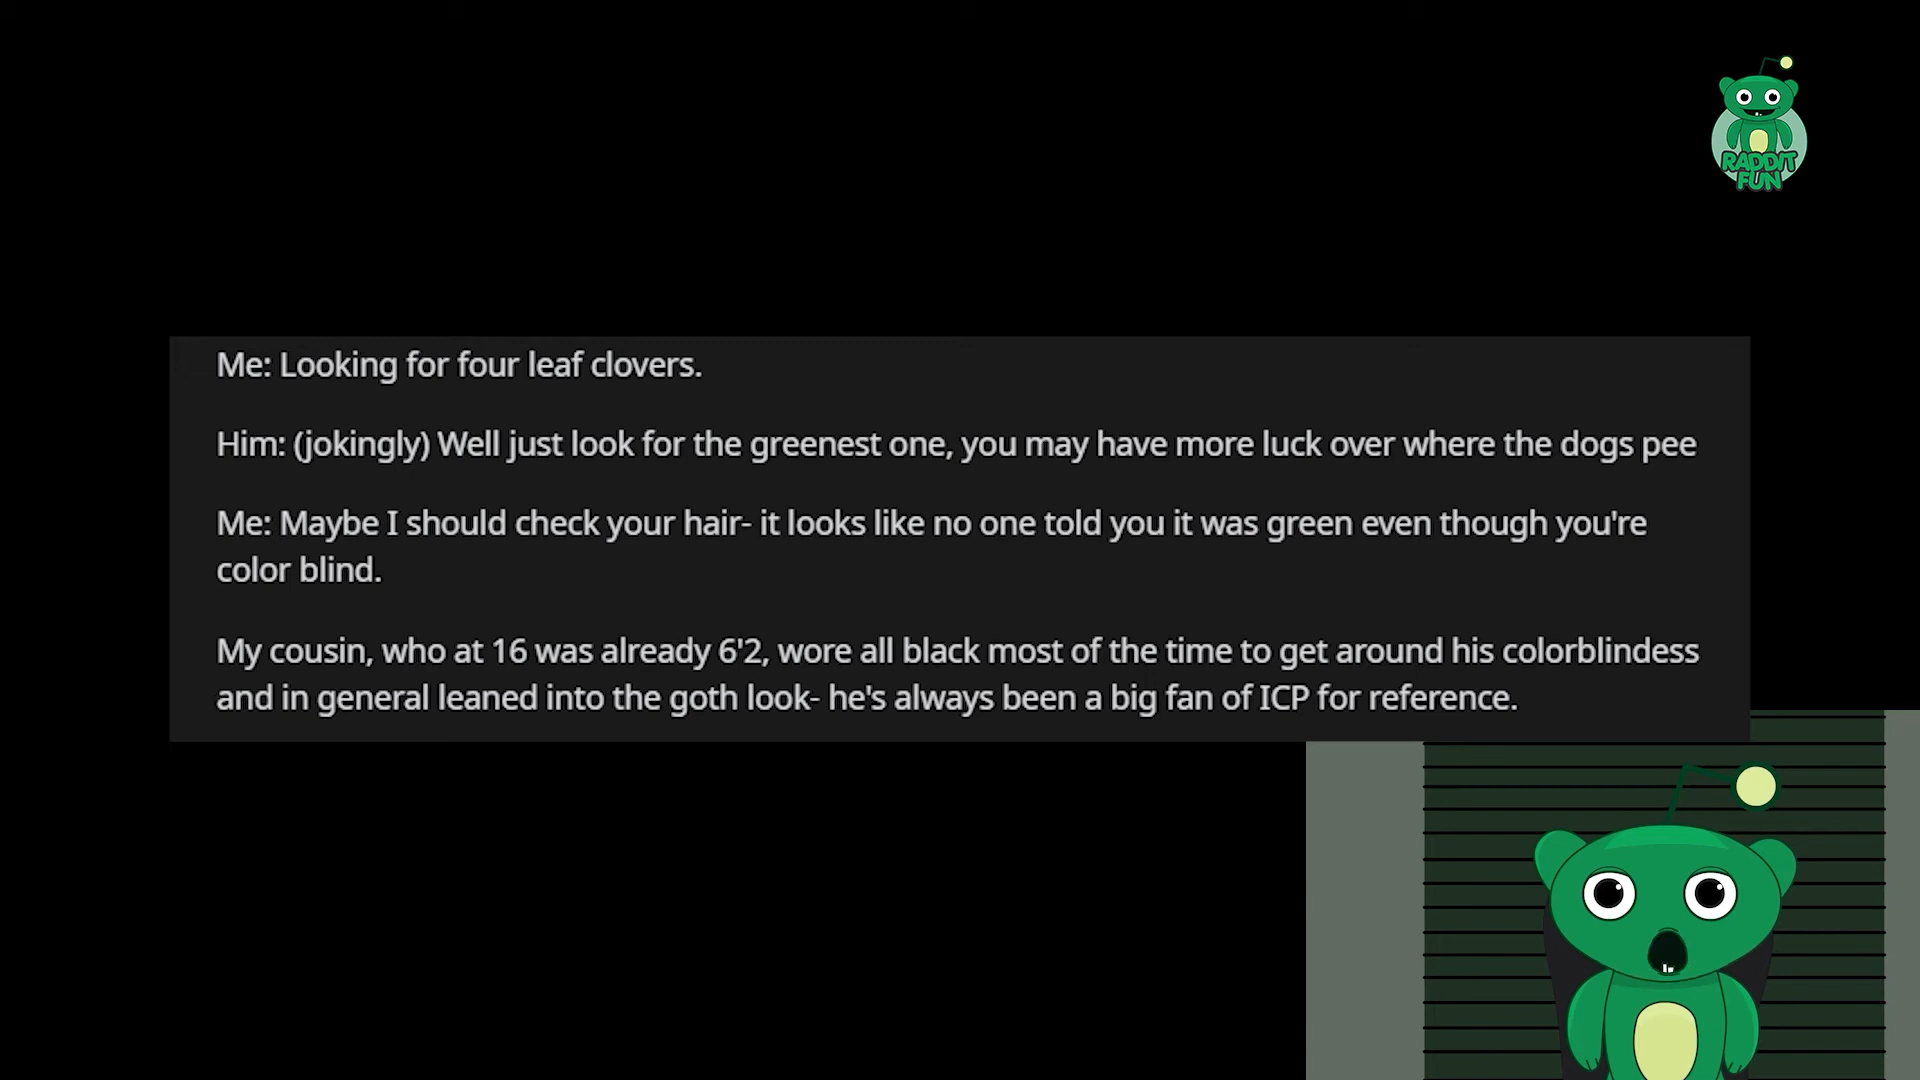 RADDIT
FUN
Me: Looking for four leaf clovers.
Him: (jokingly) Well just look for the greenest one, you may have more luck over where the dogs pee
Me: Maybe I should check your hair- it looks like no one told you it was green even though you're
color blind.
My cousin, who at 16 was already 6'2, wore all black most of the time to get around his colorblindess
and in general leaned into the goth look- he's always been a big fan of ICP for reference.